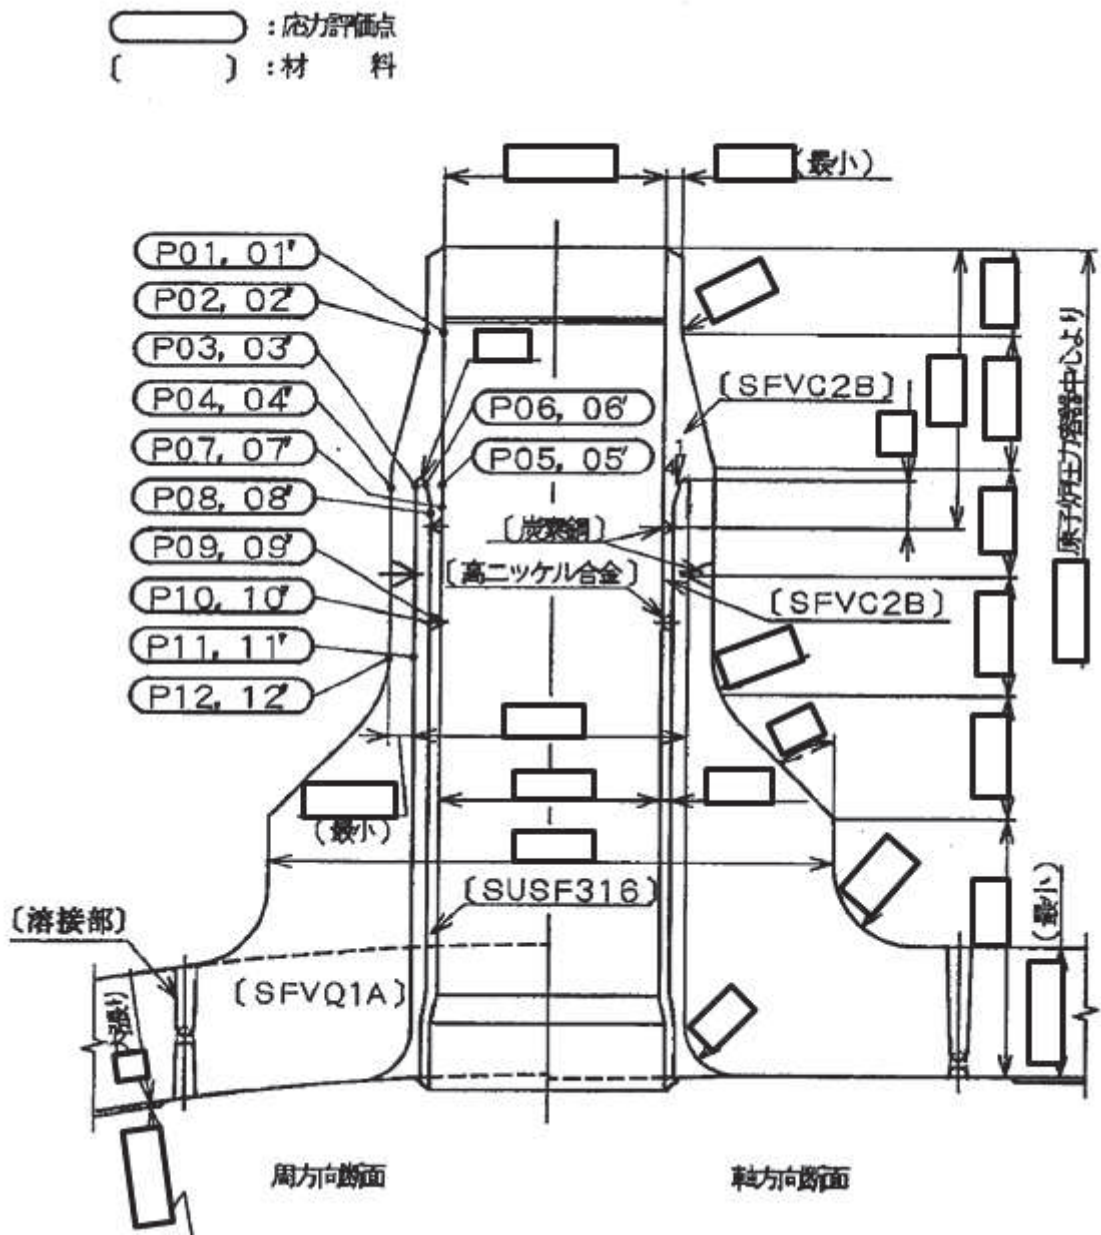 : 応力評価点
〔 〕 : 材 料
(最小)
P01, 01'
P02, 02'
P03, 03'
P04, 04'
P07, 07'
P08, 08'
P09, 09'
P10, 10'
P11, 11'
P12, 12'
P06, 06'
P05, 05'
〔SFVC2B〕
〔炭素鋼〕
〔高ニッケル合金〕
〔SFVC2B〕
原子炉圧力容器中心より
(最小)
〔SUSF316〕
〔溶接部〕
〔SFVQ1A〕
(最小)
周方向断面
軸方向断面